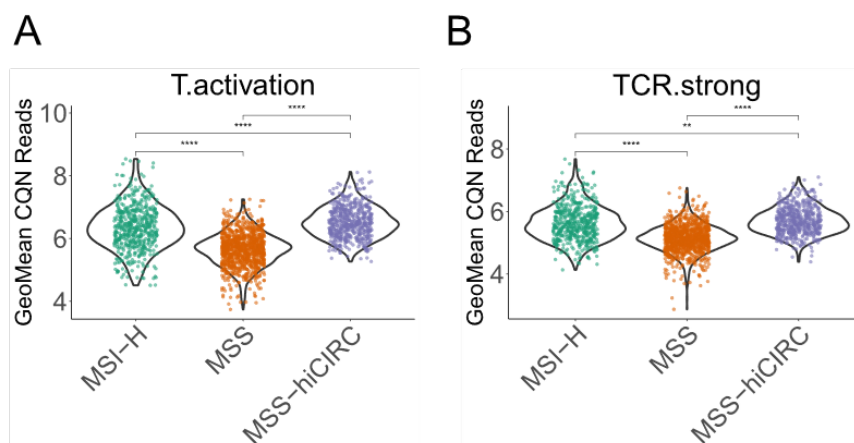 A
T.activation
GeoMean CQN Reads
10
8
6
4
****
****
****
MSI-H
MSS
MSS-hiCIRC
B
TCR.strong
GeoMean CQN Reads
8
6
4
****
**
****
MSI-H
MSS
MSS-hiCIRC